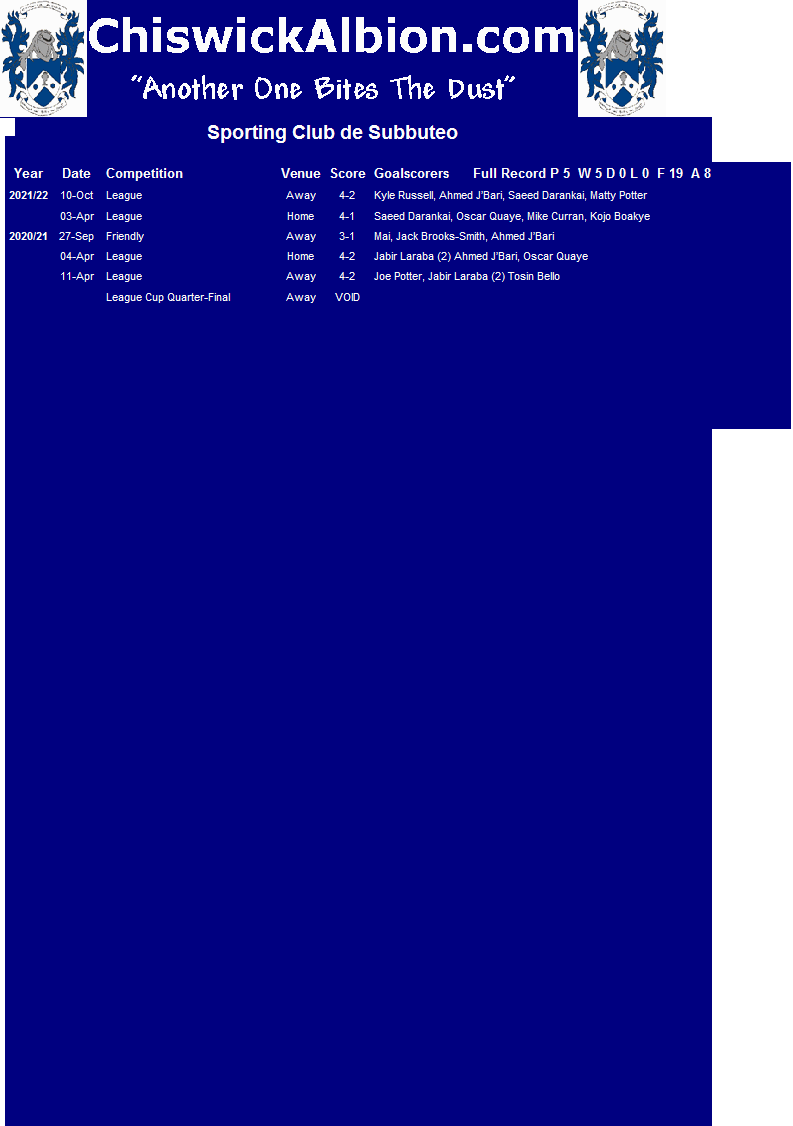 ChiswickAlbion.com
“Another One Bites The Dust”
Sporting Club de Subbuteo
Year Date Competition Venue Score Goalscorers Full Record P 5 W 5 D 0 L 0 F 19 A 8
2021/22 10-Oct League Away 4-2 Kyle Russell, Ahmed J'Bari, Saeed Darankai, Matty Potter
03-Apr League Home 4-1 Saeed Darankai, Oscar Quaye, Mike Curran, Kojo Boakye
2020/21 27-Sep Friendly Away 3-1 Mai, Jack Brooks-Smith, Ahmed J'Bari
04-Apr League Home 4-2 Jabir Laraba (2) Ahmed J'Bari, Oscar Quaye
11-Apr League Away 4-2 Joe Potter, Jabir Laraba (2) Tosin Bello
League Cup Quarter-Final Away VOID